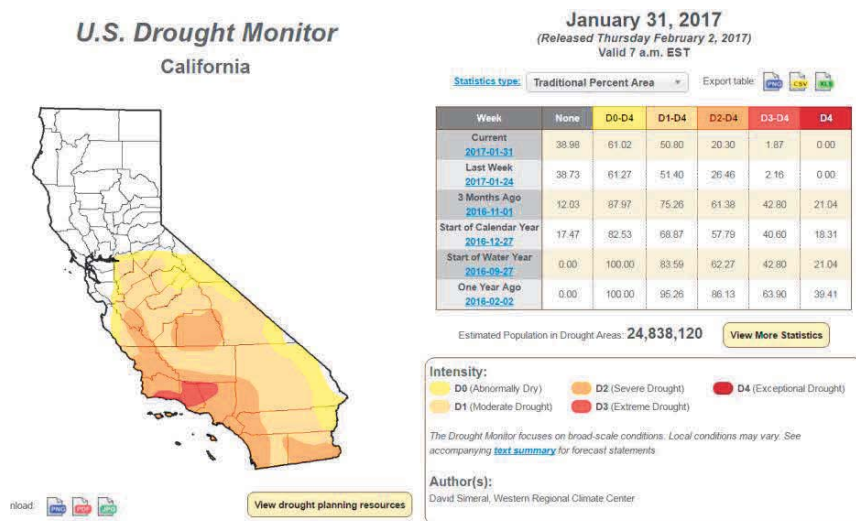 U.S. Drought Monitor
California
nload:
PNG
PDF
JPG
View drought planning resources
January 31, 2017
(Released Thursday February 2, 2017)
Valid 7 a.m. EST
Statistics type: Traditional Percent Area Export table: PNG CSV XLS
Week None D0-D4 D1-D4 D2-D4 D3-D4 D4
Current
2017-01-31 38.98 61.02 50.80 20.30 1.87 0.00
Last Week
2017-01-24 38.73 61.27 51.40 26.46 2.16 0.00
3 Months Ago
2016-11-01 12.03 87.97 75.26 61.38 42.80 21.04
Start of Calendar Year
2016-12-27 17.47 82.53 68.87 57.79 40.60 18.31
Start of Water Year
2016-09-27 0.00 100.00 83.59 62.27 42.80 21.04
One Year Ago
2016-02-02 0.00 100.00 95.26 86.13 63.90 39.41
Estimated Population in Drought Areas: 24,838,120 View More Statistics
Intensity:
D0 (Abnormally Dry) D2 (Severe Drought) D4 (Exceptional Drought)
D1 (Moderate Drought) D3 (Extreme Drought)
The Drought Monitor focuses on broad-scale conditions. Local conditions may vary. See
accompanying text summary for forecast statements
Author(s):
David Simeral, Western Regional Climate Center